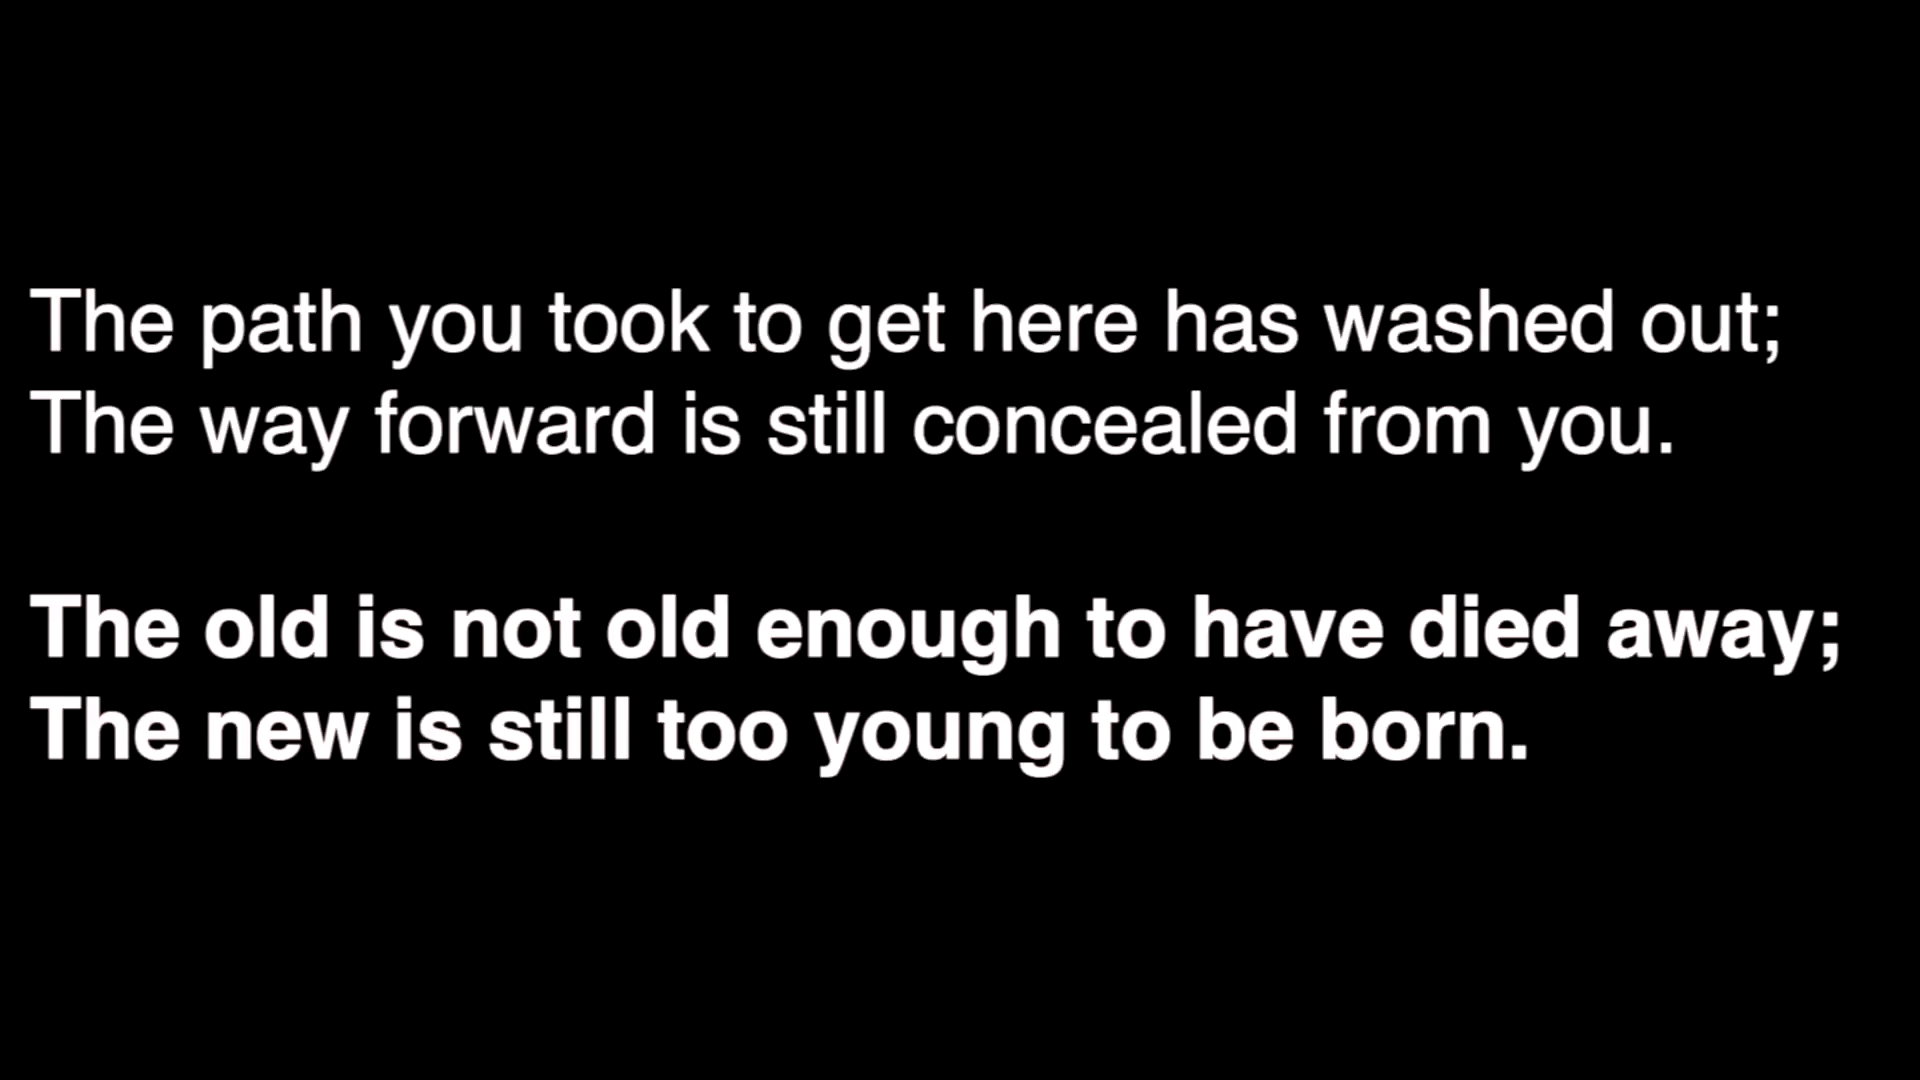 The path you took to get here has washed out;
The way forward is still concealed from you.
The old is not old enough to have died away;
The new is still too young to be born.